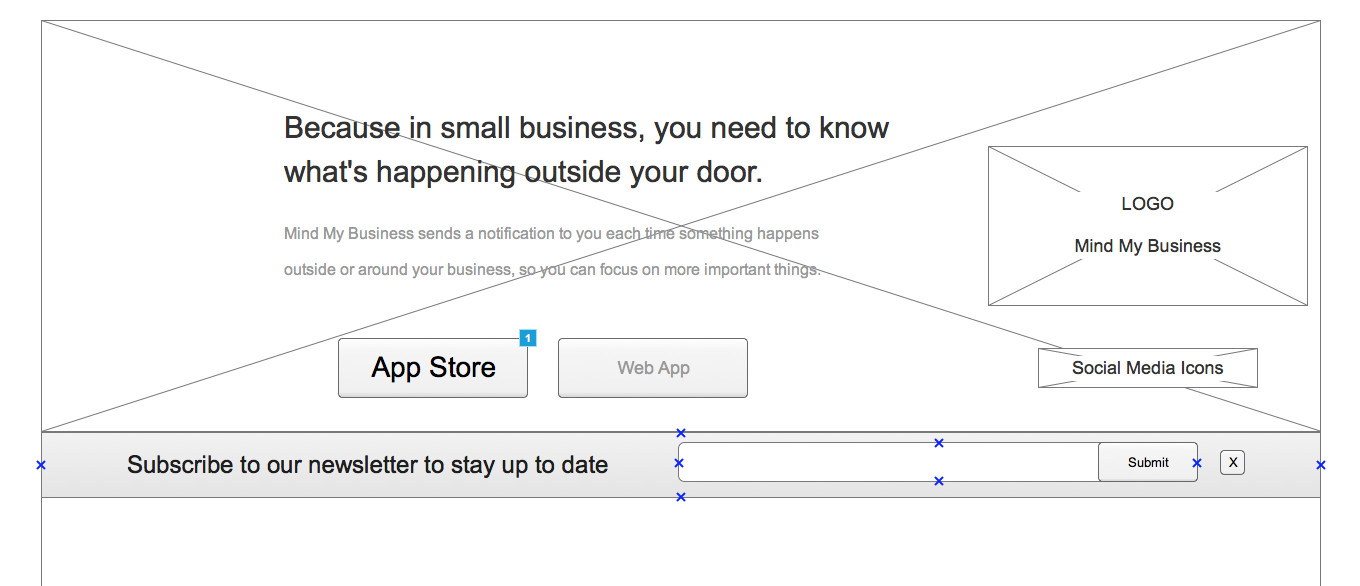 Because in small business, you need to know
what's happening outside your door.
Mind My Business sends a notification to you each time something happens
outside or around your business, so you can focus on more important things.
LOGO
Mind My Business
1
App Store
Web App
Social Media Icons
Subscribe to our newsletter to stay up to date
Submit
X